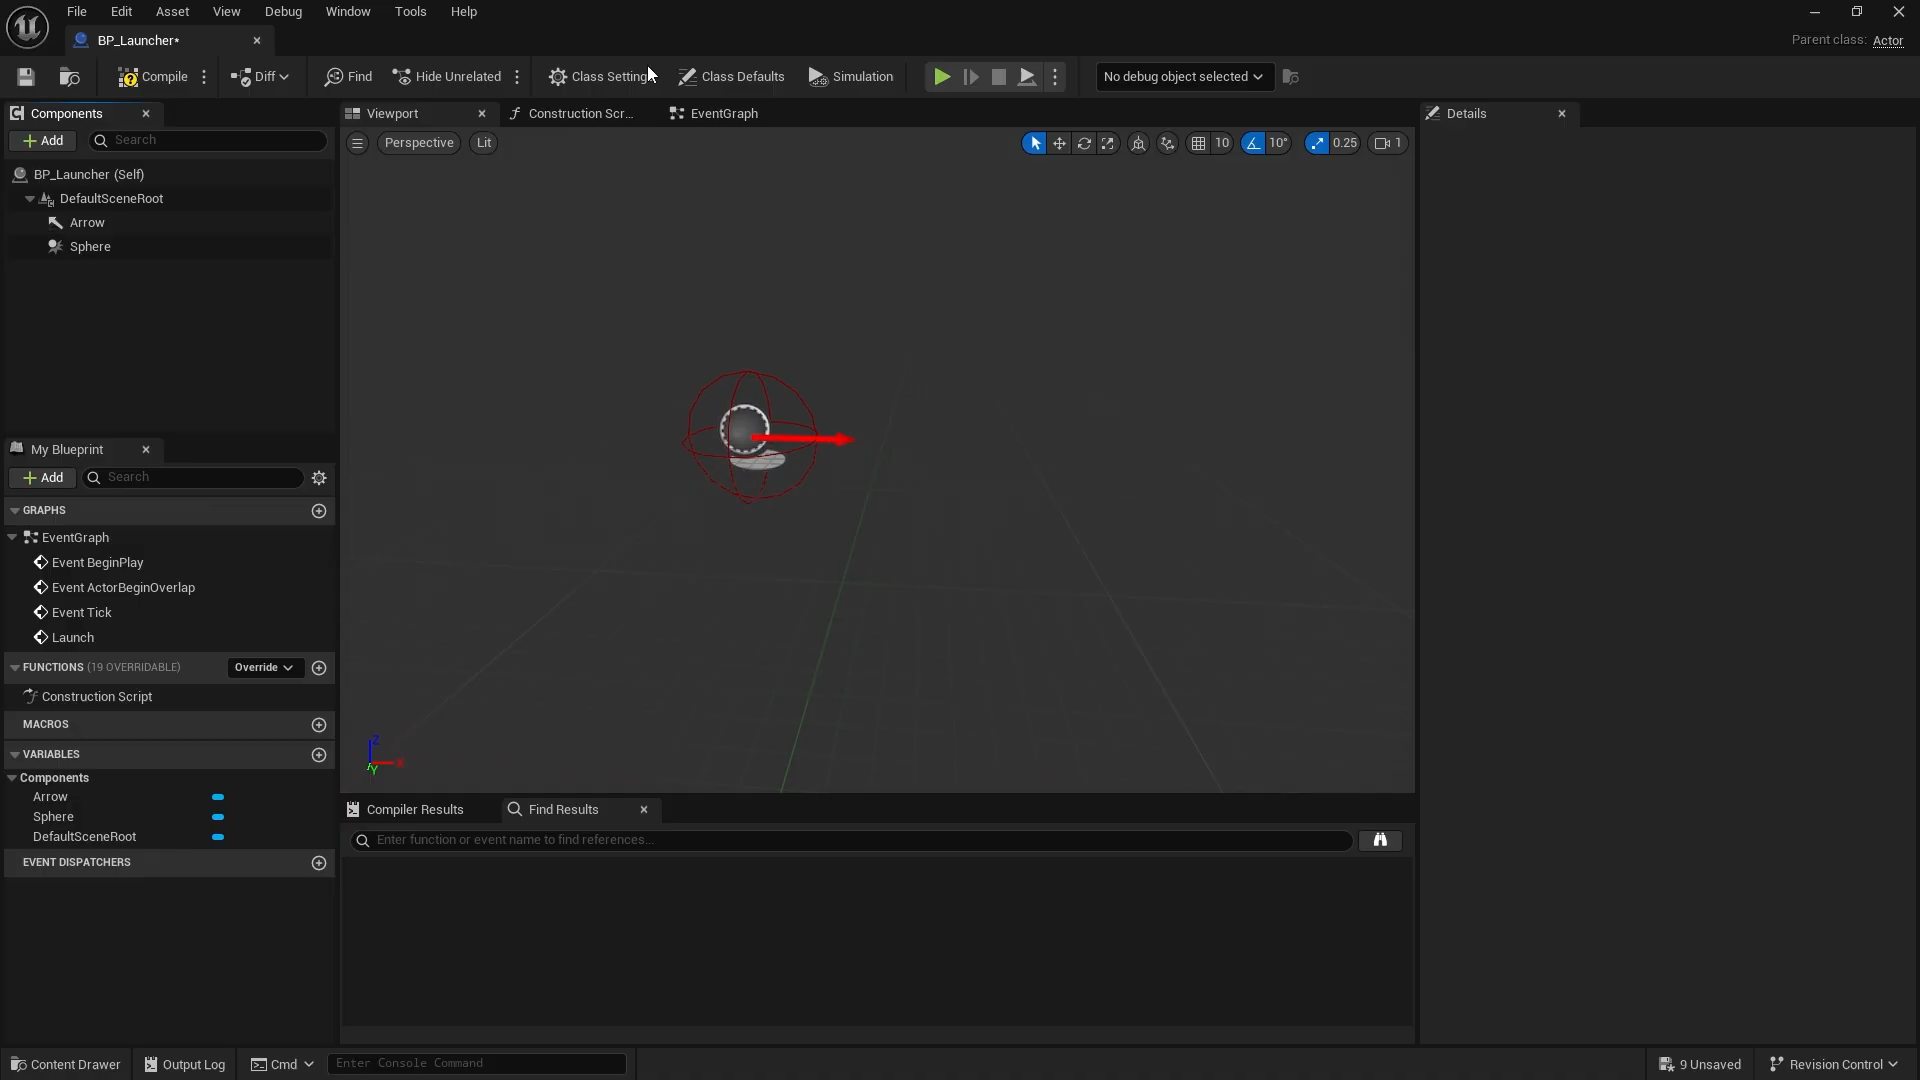 File Edit Asset View Debug Window Tools Help
BP_Launcher*
Parent class: Actor
Compile Diff Find Hide Unrelated Class Setting Class Defaults Simulation No debug object selected
Components
Add Search
BP_Launcher (Self)
DefaultSceneRoot
Arrow
Sphere
My Blueprint
Add Search
GRAPHS
EventGraph
Event BeginPlay
Event ActorBeginOverlap
Event Tick
Launch
FUNCTIONS (19 OVERRIDABLE) Override
Construction Script
MACROS
VARIABLES
Components
Arrow
Sphere
DefaultSceneRoot
EVENT DISPATCHERS
Viewport Construction Scr... EventGraph
Perspective Lit 10 10° 0.25 1
Z
X
Y
Compiler Results Find Results
Enter function or event name to find references...
Details
Content Drawer Output Log Cmd Enter Console Command 9 Unsaved Revision Control